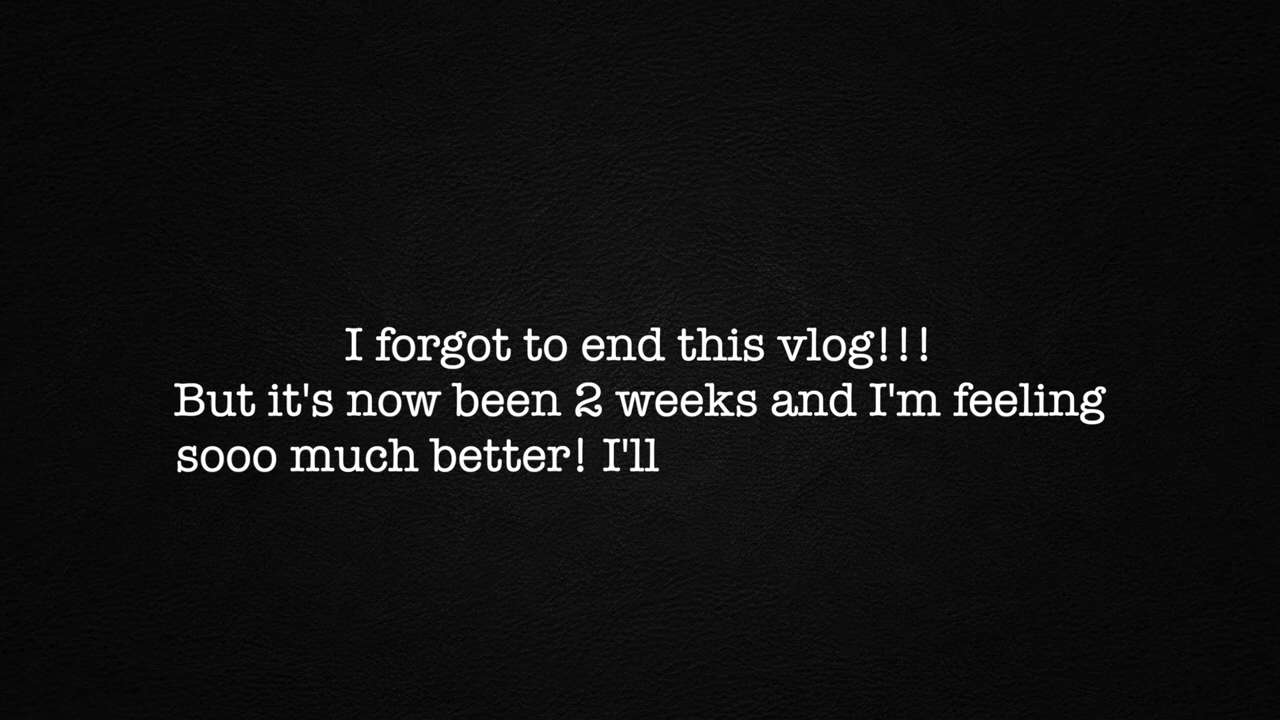 I forgot to end this vlog!!!
But it's now been 2 weeks and I'm feeling
sooo much better! I'll